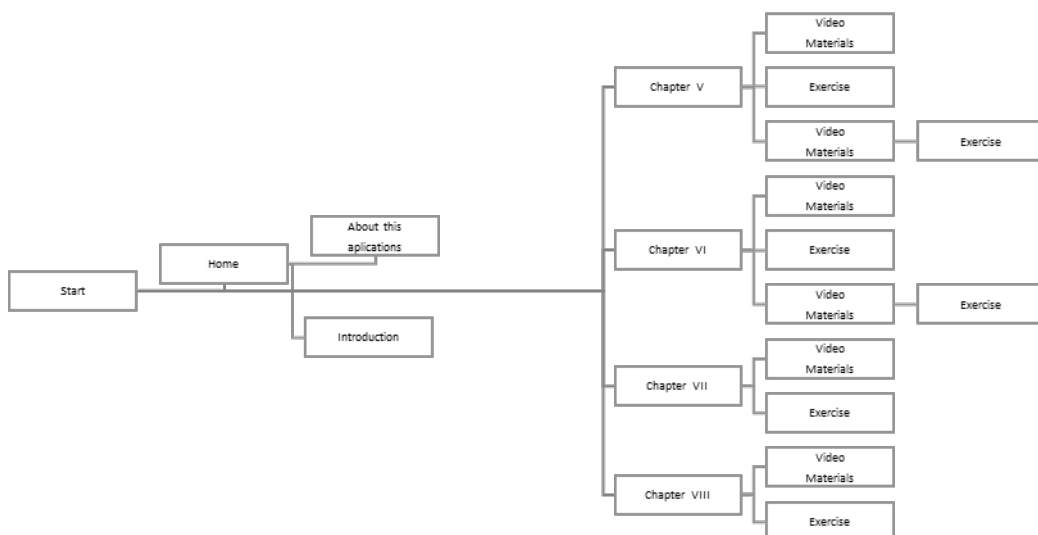 Start
Home
About this
aplications
Introduction
Chapter V
Video
Materials
Exercise
Video
Materials
Exercise
Chapter VI
Video
Materials
Exercise
Video
Materials
Exercise
Chapter VII
Video
Materials
Exercise
Chapter VIII
Video
Materials
Exercise